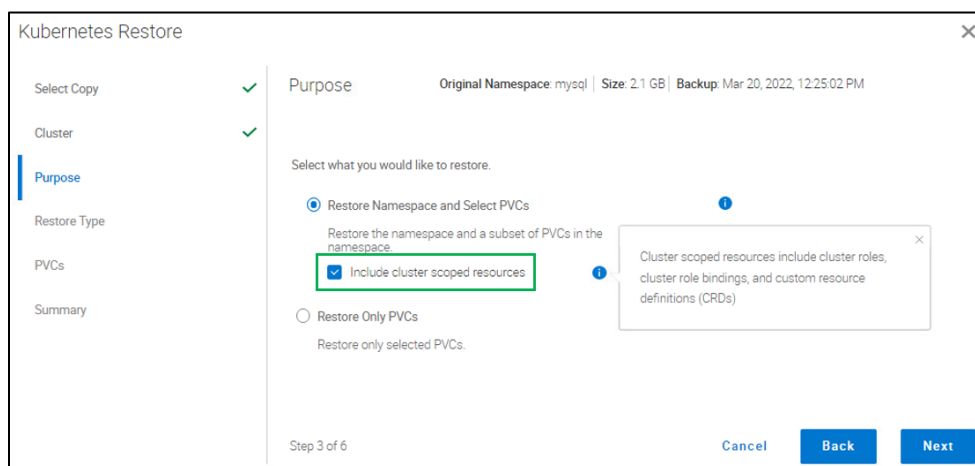 Kubernetes Restore
Select Copy
Cluster
Purpose
Restore Type
PVCs
Summary
Purpose
Original Namespace: mysql | Size: 2.1 GB | Backup: Mar 20, 2022, 12:25:02 PM
Select what you would like to restore.
Restore Namespace and Select PVCs
Restore the namespace and a subset of PVCs in the
namespace.
Include cluster scoped resources
Cluster scoped resources include cluster roles,
cluster role bindings, and custom resource
definitions (CRDs)
Restore Only PVCs
Restore only selected PVCs.
Step 3 of 6
Cancel
Back
Next